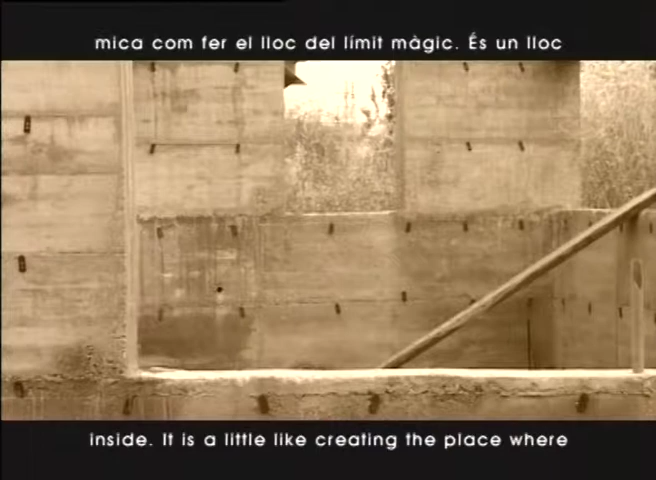 mica com fer el lloc del límit màgic. És un lloc
inside. It is a little like creating the place where